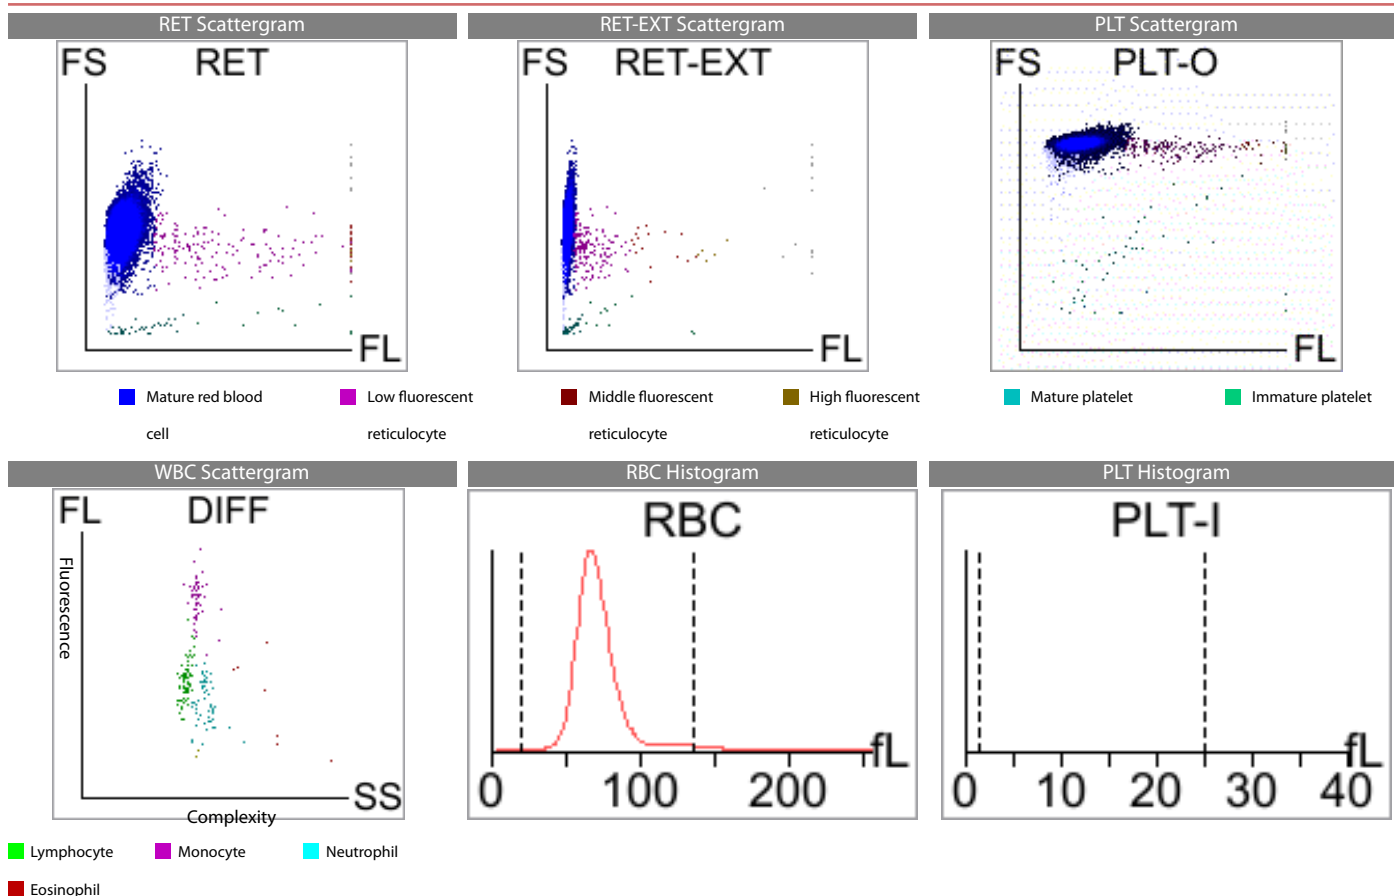 RET Scattergram
RET-EXT Scattergram
PLT Scattergram
FS RET
FL
FS RET-EXT
FL
FS PLT-O
FL
Mature red blood
cell
Low fluorescent
reticulocyte
Middle fluorescent
reticulocyte
High fluorescent
reticulocyte
Mature platelet
Immature platelet
WBC Scattergram
RBC Histogram
PLT Histogram
FL DIFF
Fluorescence
SS
Complexity
RBC
fL
0 100 200
PLT-I
fL
0 10 20 30 40
Lymphocyte
Monocyte
Neutrophil
Eosinophil